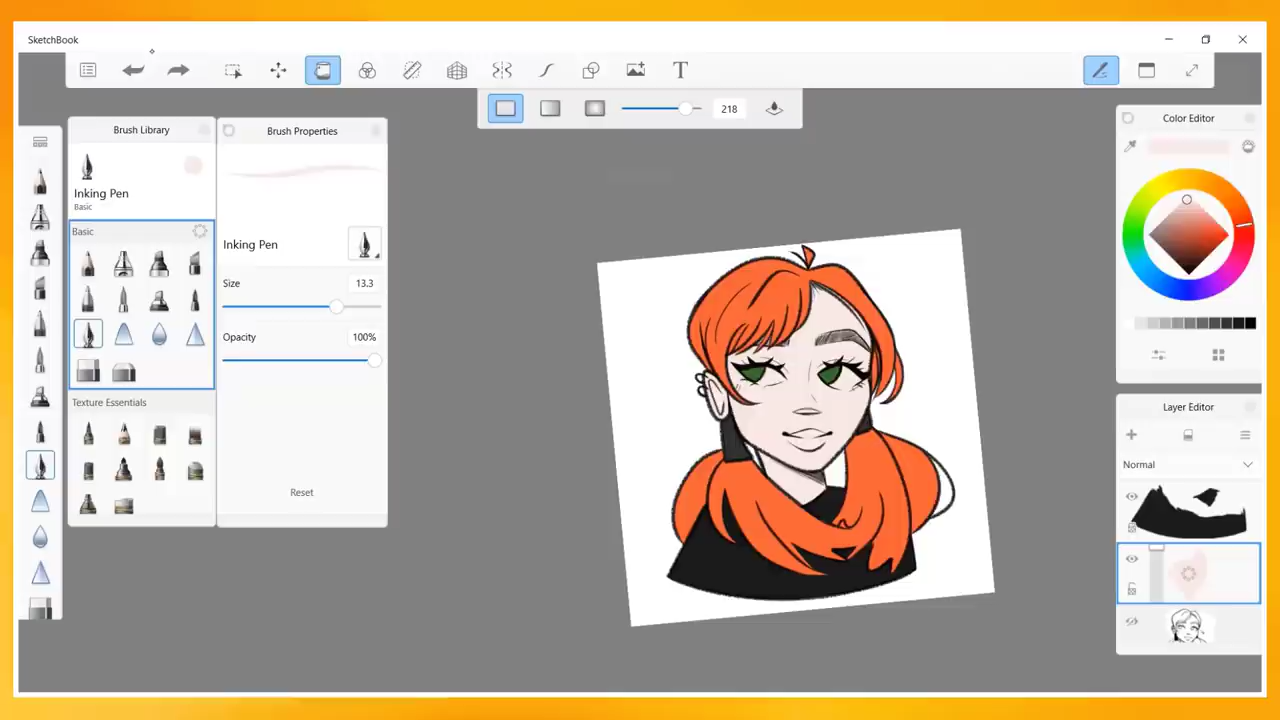 SketchBook
T
218
Brush Library
Brush Properties
Color Editor
Inking Pen
Basic
Basic
Inking Pen
Size
13.3
Opacity
100%
Texture Essentials
Reset
Layer Editor
Normal